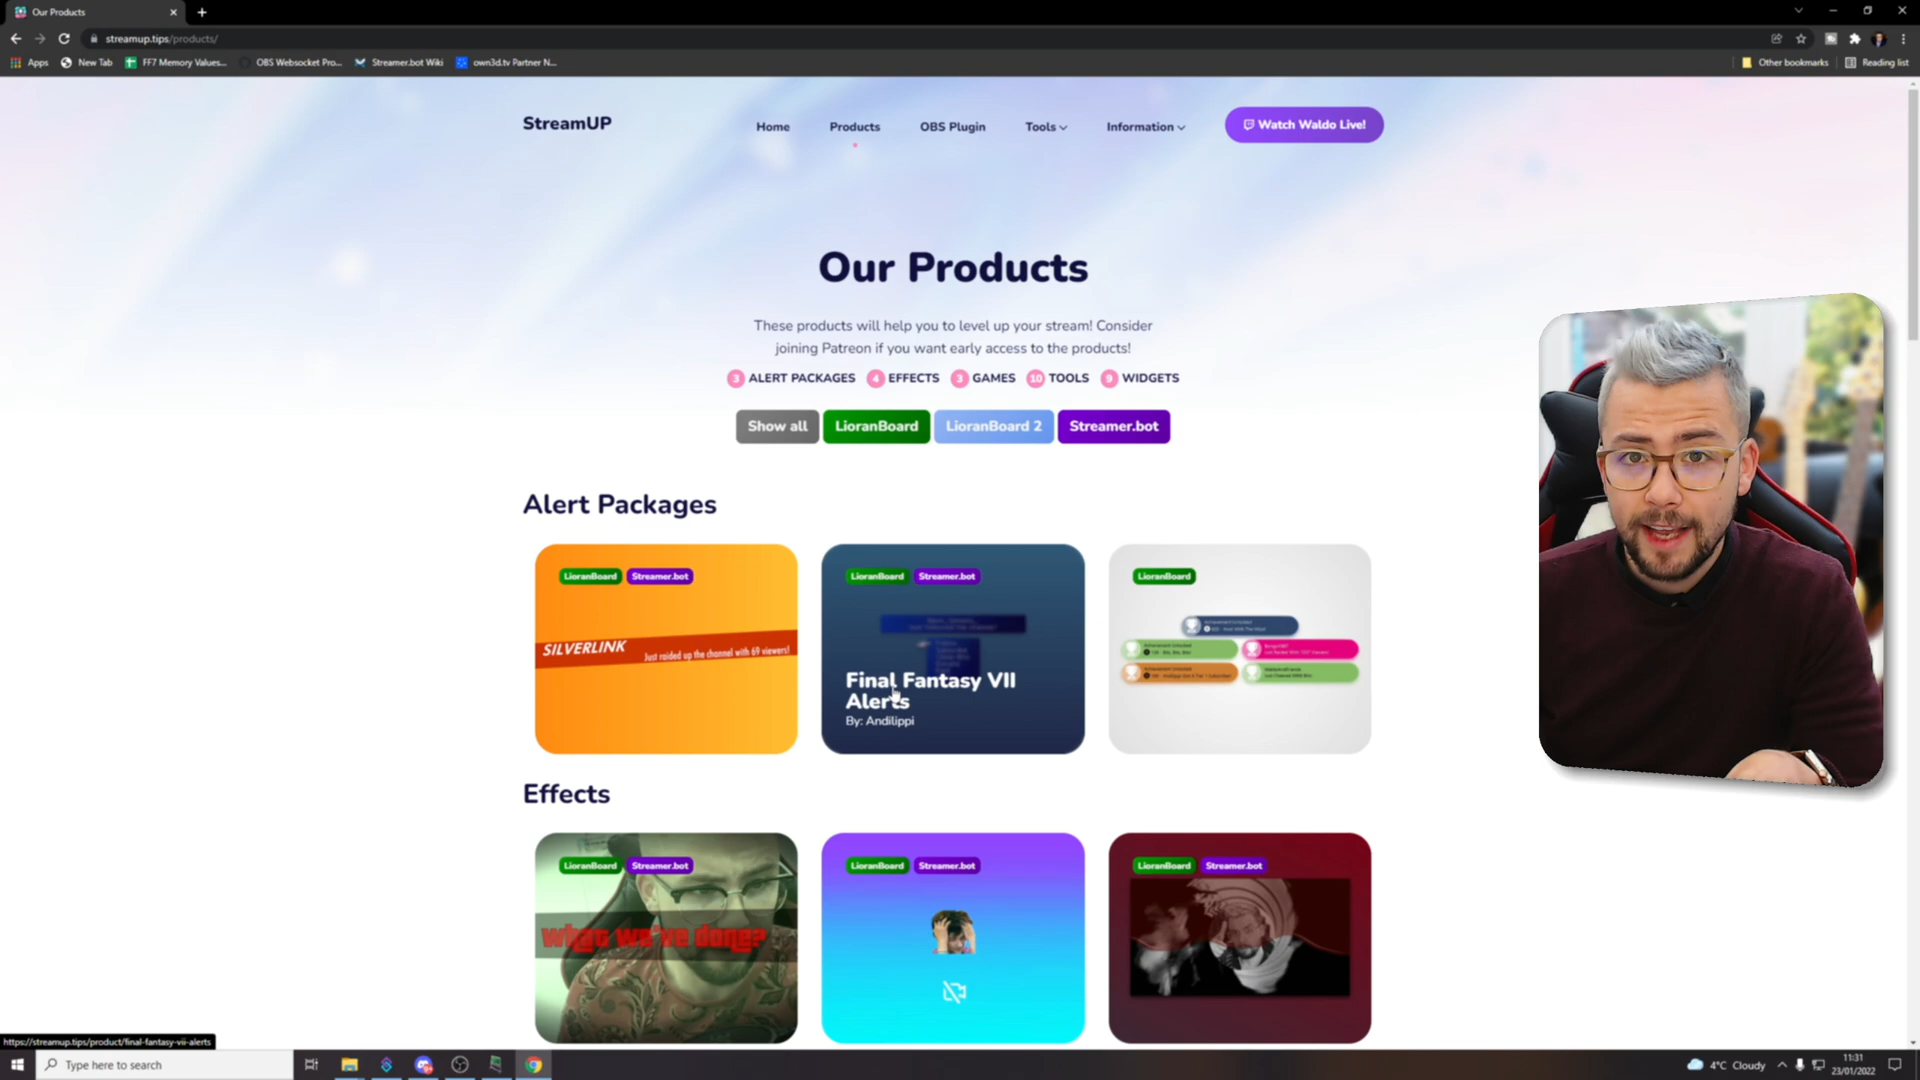 Our Products
streamup.tips/products/
Apps
New Tab
FF7 Memory Values...
OBS Websocket Pro...
Streamer.bot Wiki
own3d.tv Partner N...
Other bookmarks
Reading list
StreamUP
Home
Products
OBS Plugin
Tools
Information
Watch Waldo Live!
Our Products
These products will help you to level up your stream! Consider
joining Patreon if you want early access to the products!
3 ALERT PACKAGES 4 EFFECTS 3 GAMES 10 TOOLS 9 WIDGETS
Show all
LioranBoard
LioranBoard 2
Streamer.bot
Alert Packages
LioranBoard Streamer.bot
SILVERLINK
Just raided up the channel with 69 viewers!
LioranBoard Streamer.bot
Final Fantasy VII
Alerts
By: Andilippi
LioranBoard
Effects
LioranBoard Streamer.bot
what we've done?
LioranBoard Streamer.bot
LioranBoard Streamer.bot
https://streamup.tips/product/final-fantasy-vii-alerts
Type here to search
4°C Cloudy
11:31
23/01/2022